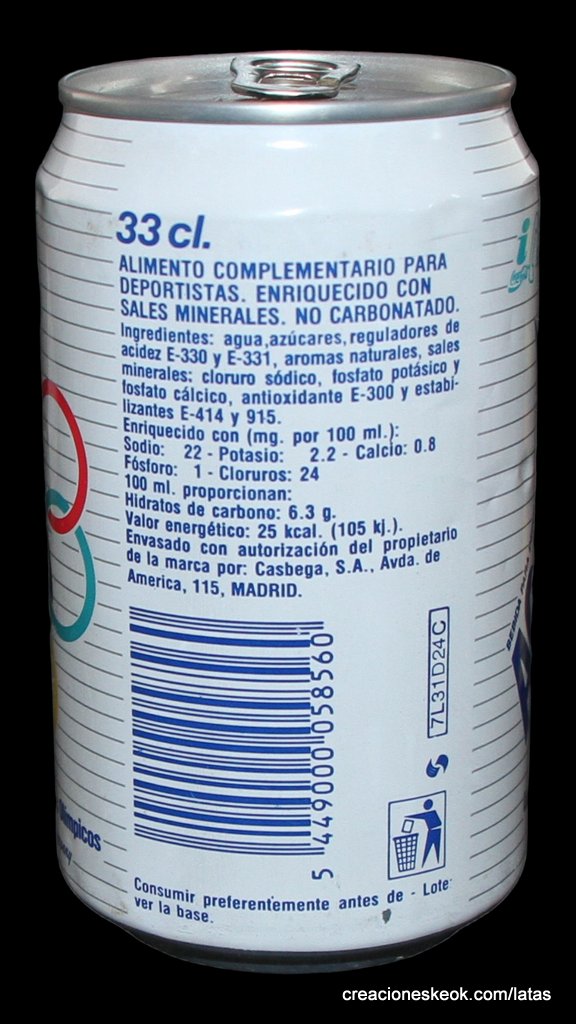 33 cl.
ALIMENTO COMPLEMENTARIO PARA
DEPORTISTAS. ENRIQUECIDO CON
SALES MINERALES. NO CARBONATADO.
Ingredientes: agua, azúcares, reguladores de
acidez E-330 y E-331, aromas naturales, sales
minerales: cloruro sódico, fosfato potásico y
fosfato cálcico, antioxidante E-300 y estabi-
lizantes E-414 y 915.
Enriquecido con (mg. por 100 ml.):
Sodio: 22 - Potasio: 2.2 - Calcio: 0.8
Fósforo: 1 - Cloruros: 24
100 ml. proporcionan:
Hidratos de carbono: 6.3 g.
Valor energético: 25 kcal. (105 kj.).
Envasado con autorización del propietario
de la marca por: Casbega, S.A., Avda. de
America, 115, MADRID.
5 449000 058560
7L31D24C
Olímpicos
Consumir preferentemente antes de - Lote:
ver la base.
creacioneskeok.com/latas